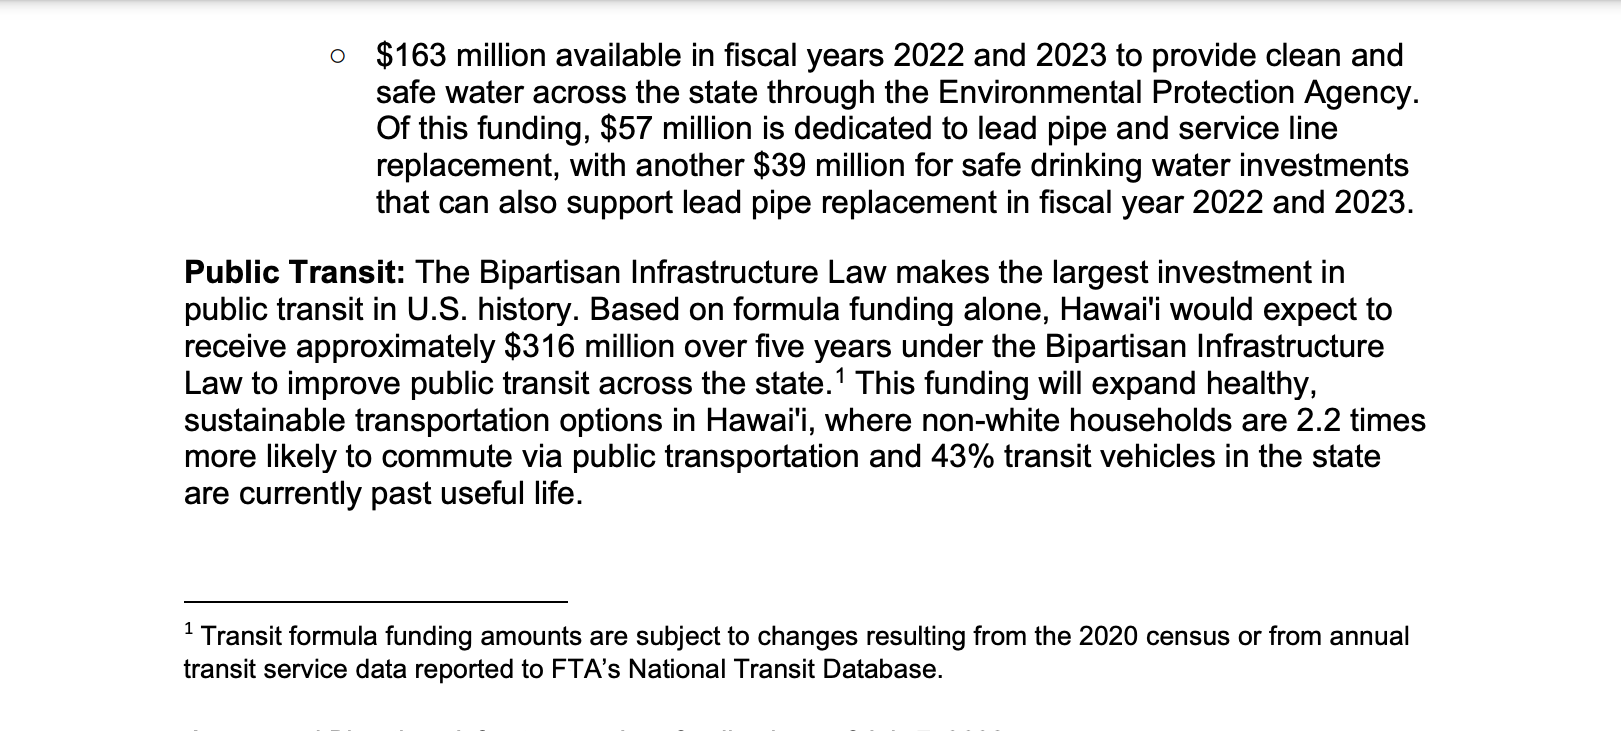 ○ $163 million available in fiscal years 2022 and 2023 to provide clean and
safe water across the state through the Environmental Protection Agency.
Of this funding, $57 million is dedicated to lead pipe and service line
replacement, with another $39 million for safe drinking water investments
that can also support lead pipe replacement in fiscal year 2022 and 2023.
Public Transit: The Bipartisan Infrastructure Law makes the largest investment in
public transit in U.S. history. Based on formula funding alone, Hawai'i would expect to
receive approximately $316 million over five years under the Bipartisan Infrastructure
Law to improve public transit across the state.¹ This funding will expand healthy,
sustainable transportation options in Hawai'i, where non-white households are 2.2 times
more likely to commute via public transportation and 43% transit vehicles in the state
are currently past useful life.
¹ Transit formula funding amounts are subject to changes resulting from the 2020 census or from annual
transit service data reported to FTA’s National Transit Database.